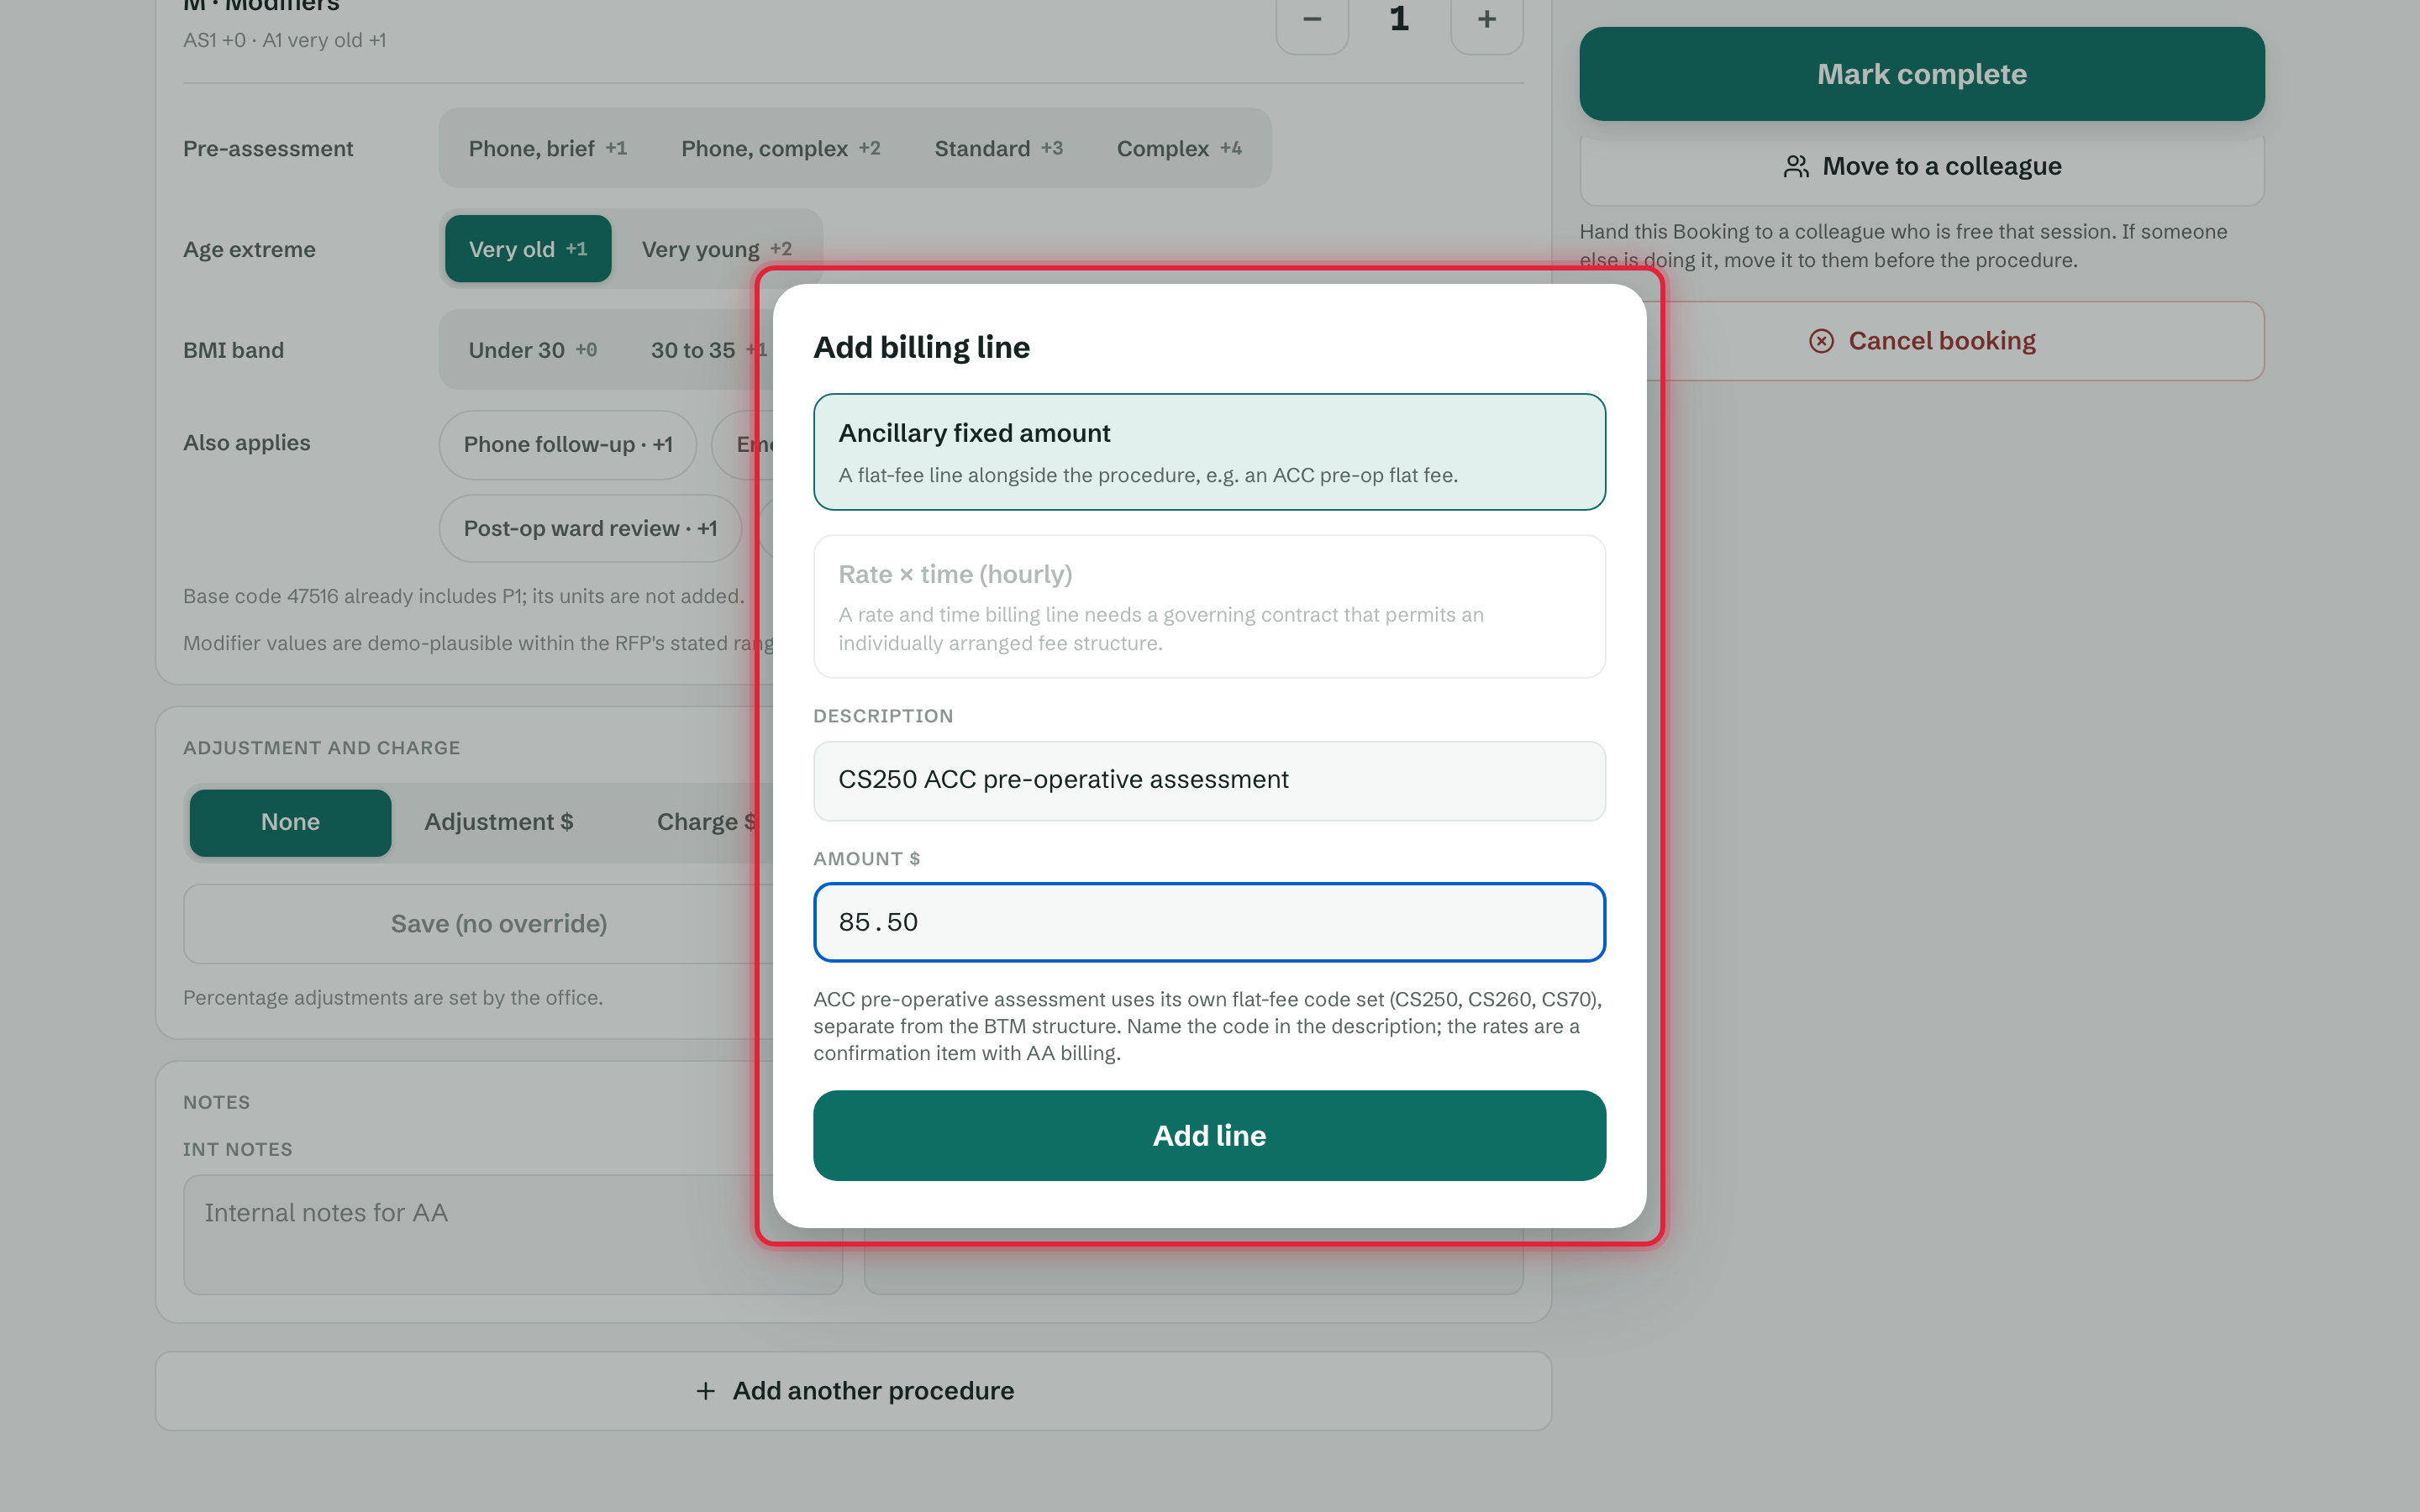 M · Modifiers
AS1 +0 · A1 very old +1
− 1 +
Pre-assessment
Phone, brief +1 Phone, complex +2 Standard +3 Complex +4
Age extreme
Very old +1 Very young +2
BMI band
Under 30 +0 30 to 35 +1
Also applies
Phone follow-up · +1
Post-op ward review · +1
Base code 47516 already includes P1; its units are not added.
Modifier values are demo-plausible within the RFP's stated
ADJUSTMENT AND CHARGE
None Adjustment $ Charge $
Save (no override)
Percentage adjustments are set by the office.
NOTES
INT NOTES
Internal notes for AA
+ Add another procedure
Mark complete
Move to a colleague
Hand this Booking to a colleague who is free that session. If someone
else is doing it, move it to them before the procedure.
Cancel booking
Add billing line
Ancillary fixed amount
A flat-fee line alongside the procedure, e.g. an ACC pre-op flat fee.
Rate × time (hourly)
A rate and time billing line needs a governing contract that permits an
individually arranged fee structure.
DESCRIPTION
CS250 ACC pre-operative assessment
AMOUNT $
85.50
ACC pre-operative assessment uses its own flat-fee code set (CS250, CS260, CS70),
separate from the BTM structure. Name the code in the description; the rates are a
confirmation item with AA billing.
Add line